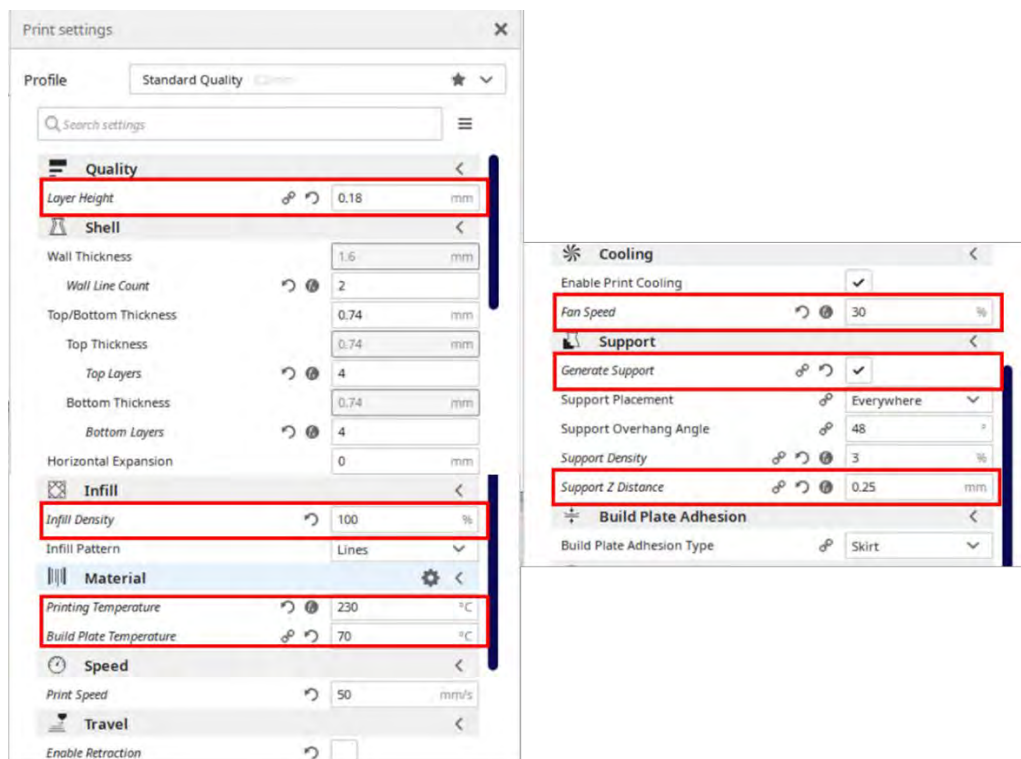 Print settings
Profile Standard Quality
Search settings
Quality
Layer Height 0.18 mm
Shell
Wall Thickness 1.6 mm
Wall Line Count 2
Top/Bottom Thickness 0.74 mm
Top Thickness 0.74 mm
Top Layers 4
Bottom Thickness 0.74 mm
Bottom Layers 4
Horizontal Expansion 0 mm
Infill
Infill Density 100 %
Infill Pattern Lines
Material
Printing Temperature 230 °C
Build Plate Temperature 70 °C
Speed
Print Speed 50 mm/s
Travel
Enable Retraction
Cooling
Enable Print Cooling
Fan Speed 30 %
Support
Generate Support
Support Placement Everywhere
Support Overhang Angle 48 °
Support Density 3 %
Support Z Distance 0.25 mm
Build Plate Adhesion
Build Plate Adhesion Type Skirt